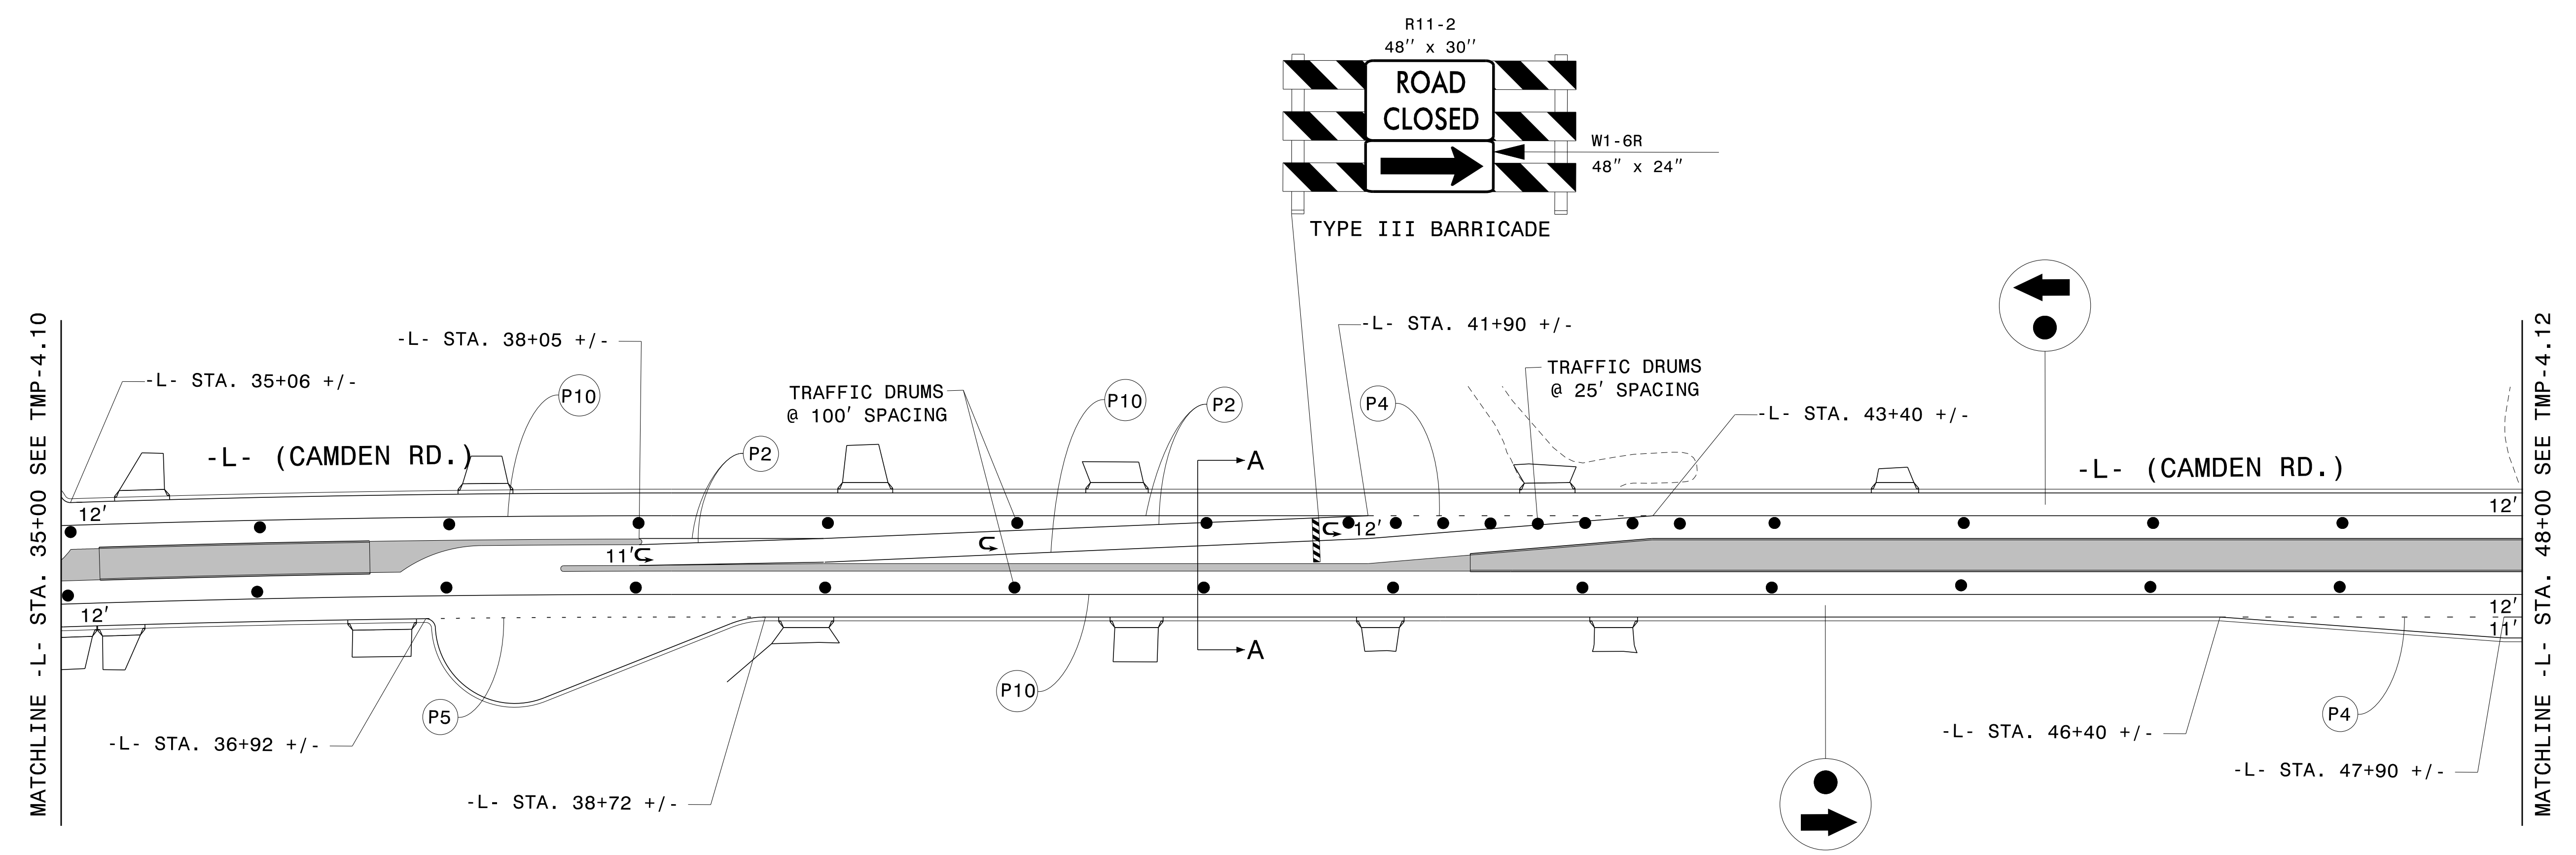 R11-2
48'' x 30''
ROAD
CLOSED
W1-6R
48" x 24"
TYPE III BARRICADE
MATCHLINE -L- STA. 35+00 SEE TMP-4.10
-L- STA. 35+06 +/-
-L- STA. 38+05 +/-
P10
-L- (CAMDEN RD.)
P2
TRAFFIC DRUMS
@ 100' SPACING
P10
P2
A
-L- STA. 41+90 +/-
P4
TRAFFIC DRUMS
@ 25' SPACING
-L- STA. 43+40 +/-
-L- (CAMDEN RD.)
12'
12'
12'
11'
12'
12'
11'
A
P5
P10
-L- STA. 36+92 +/-
-L- STA. 38+72 +/-
-L- STA. 46+40 +/-
P4
-L- STA. 47+90 +/-
MATCHLINE -L- STA. 48+00 SEE TMP-4.12